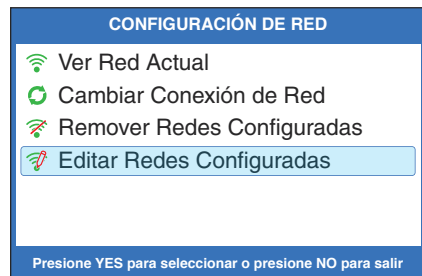 CONFIGURACIÓN DE RED
Ver Red Actual
Cambiar Conexión de Red
Remover Redes Configuradas
Editar Redes Configuradas
Presione YES para seleccionar o presione NO para salir